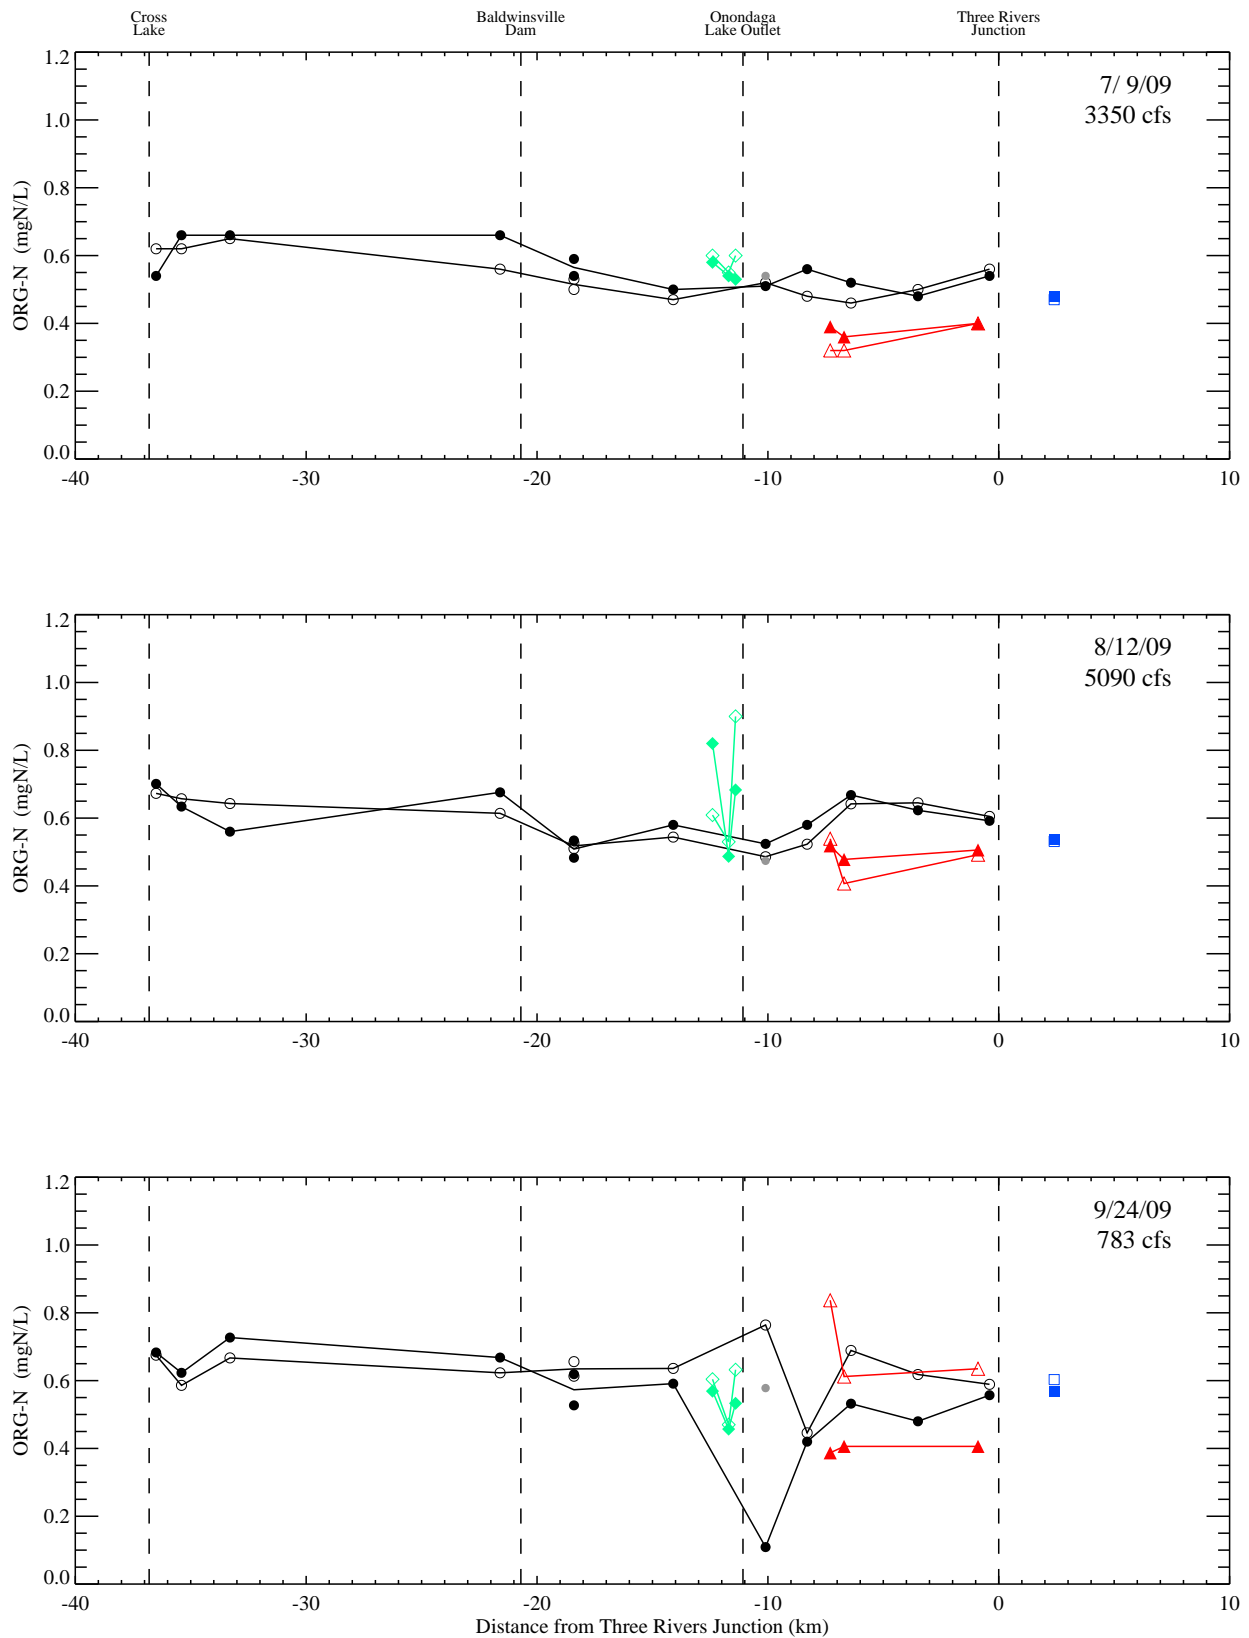 Cross Lake
Baldwinsville Dam
Onondaga Lake Outlet
Three Rivers Junction
1.2
1.0
0.8
0.6
0.4
0.2
0.0
ORG-N (mgN/L)
7/ 9/09
3350 cfs
-40 -30 -20 -10 0 10
1.2
1.0
0.8
0.6
0.4
0.2
0.0
ORG-N (mgN/L)
8/12/09
5090 cfs
-40 -30 -20 -10 0 10
1.2
1.0
0.8
0.6
0.4
0.2
0.0
ORG-N (mgN/L)
9/24/09
783 cfs
-40 -30 -20 -10 0 10
Distance from Three Rivers Junction (km)